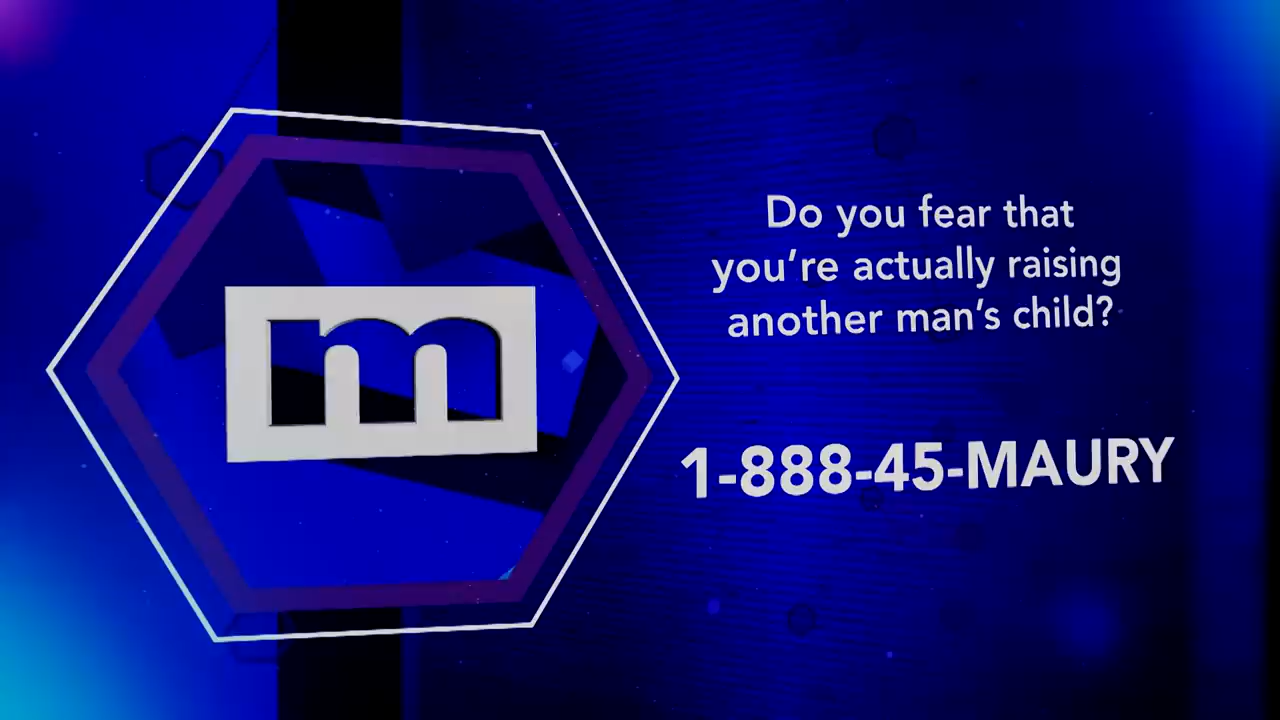 m
Do you fear that
you're actually raising
another man's child?
1-888-45-MAURY